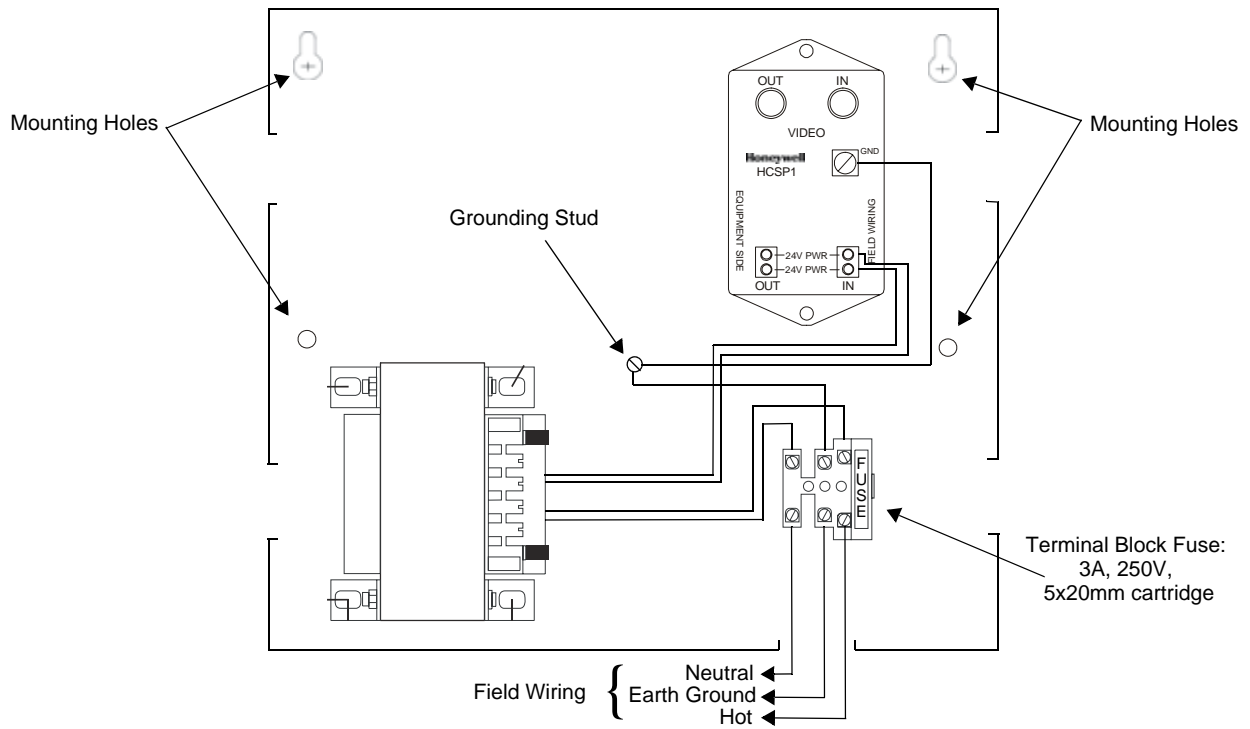 OUT IN
VIDEO
Mounting Holes
Mounting Holes
Honeywell
GND
HCSP1
EQUIPMENT SIDE
FIELD WIRING
Grounding Stud
24V PWR
24V PWR
OUT IN
FUSE
Terminal Block Fuse:
3A, 250V,
5x20mm cartridge
Field Wiring
Neutral
Earth Ground
Hot